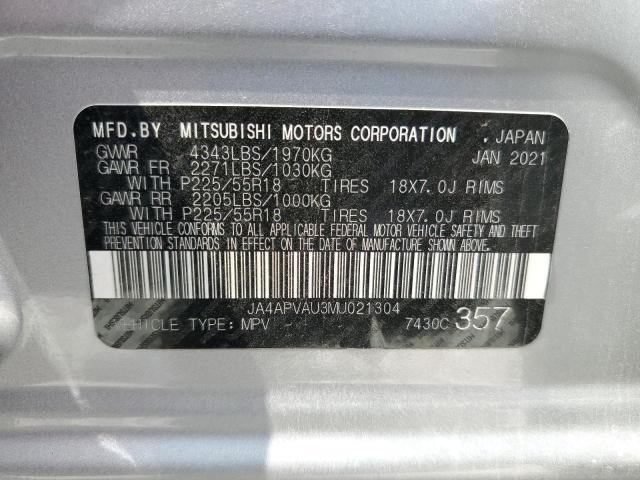 MFD.BY MITSUBISHI MOTORS CORPORATION . JAPAN
GVWR 4343LBS/1970KG JAN 2021
GAWR FR 2271LBS/1030KG
WITH P225/55R18 TIRES 18X7.0J RIMS
GAWR RR 2205LBS/1000KG
WITH P225/55R18 TIRES 18X7.0J RIMS
THIS VEHICLE CONFORMS TO ALL APPLICABLE FEDERAL MOTOR VEHICLE SAFETY AND THEFT
PREVENTION STANDARDS IN EFFECT ON THE DATE OF MANUFACTURE SHOWN ABOVE.
JA4APVAU3MU021304
VEHICLE TYPE: MPV 7430C 357